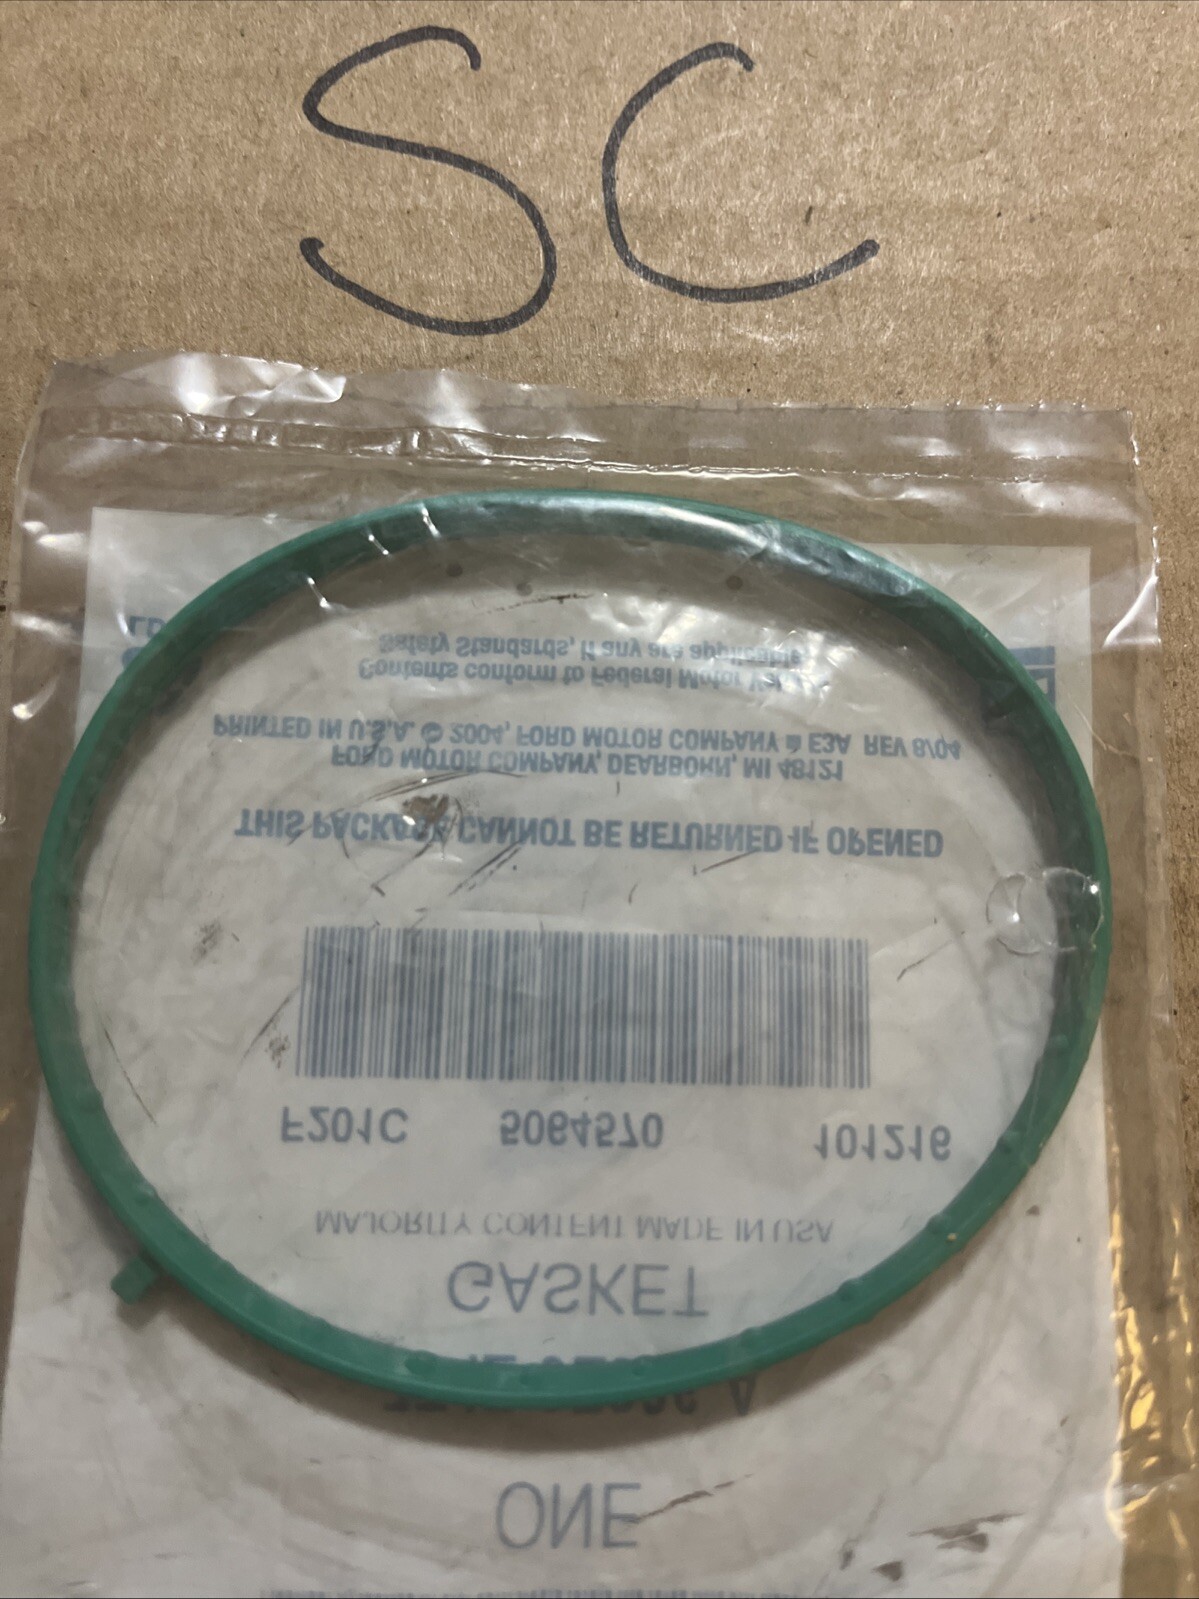 SC
ONE
GASKET
MAJORITY CONTENT MADE IN USA
F201C 5064570 101216
THIS PACKAGE CANNOT BE RETURNED IF OPENED
FORD MOTOR COMPANY, DEARBORN, MI 48121
PRINTED IN U.S.A. © 2004, FORD MOTOR COMPANY E3A REV 8/04
Contents conform to Federal Motor Vehicle
Safety Standards, if any are applicable